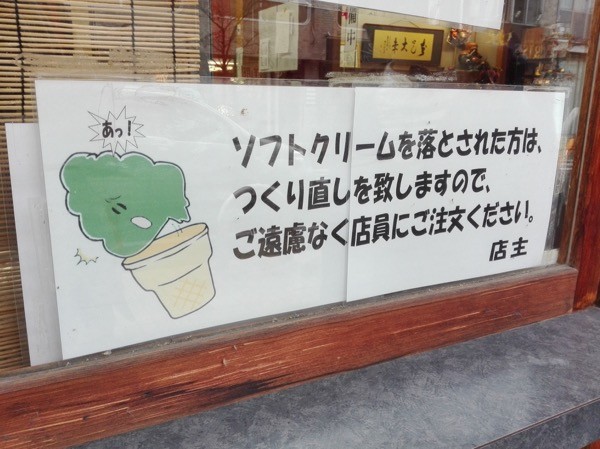 あっ!
ソフトクリームを落とされた方は、
つくり直しを致しますので、
ご遠慮なく店員にご注文ください。
店主